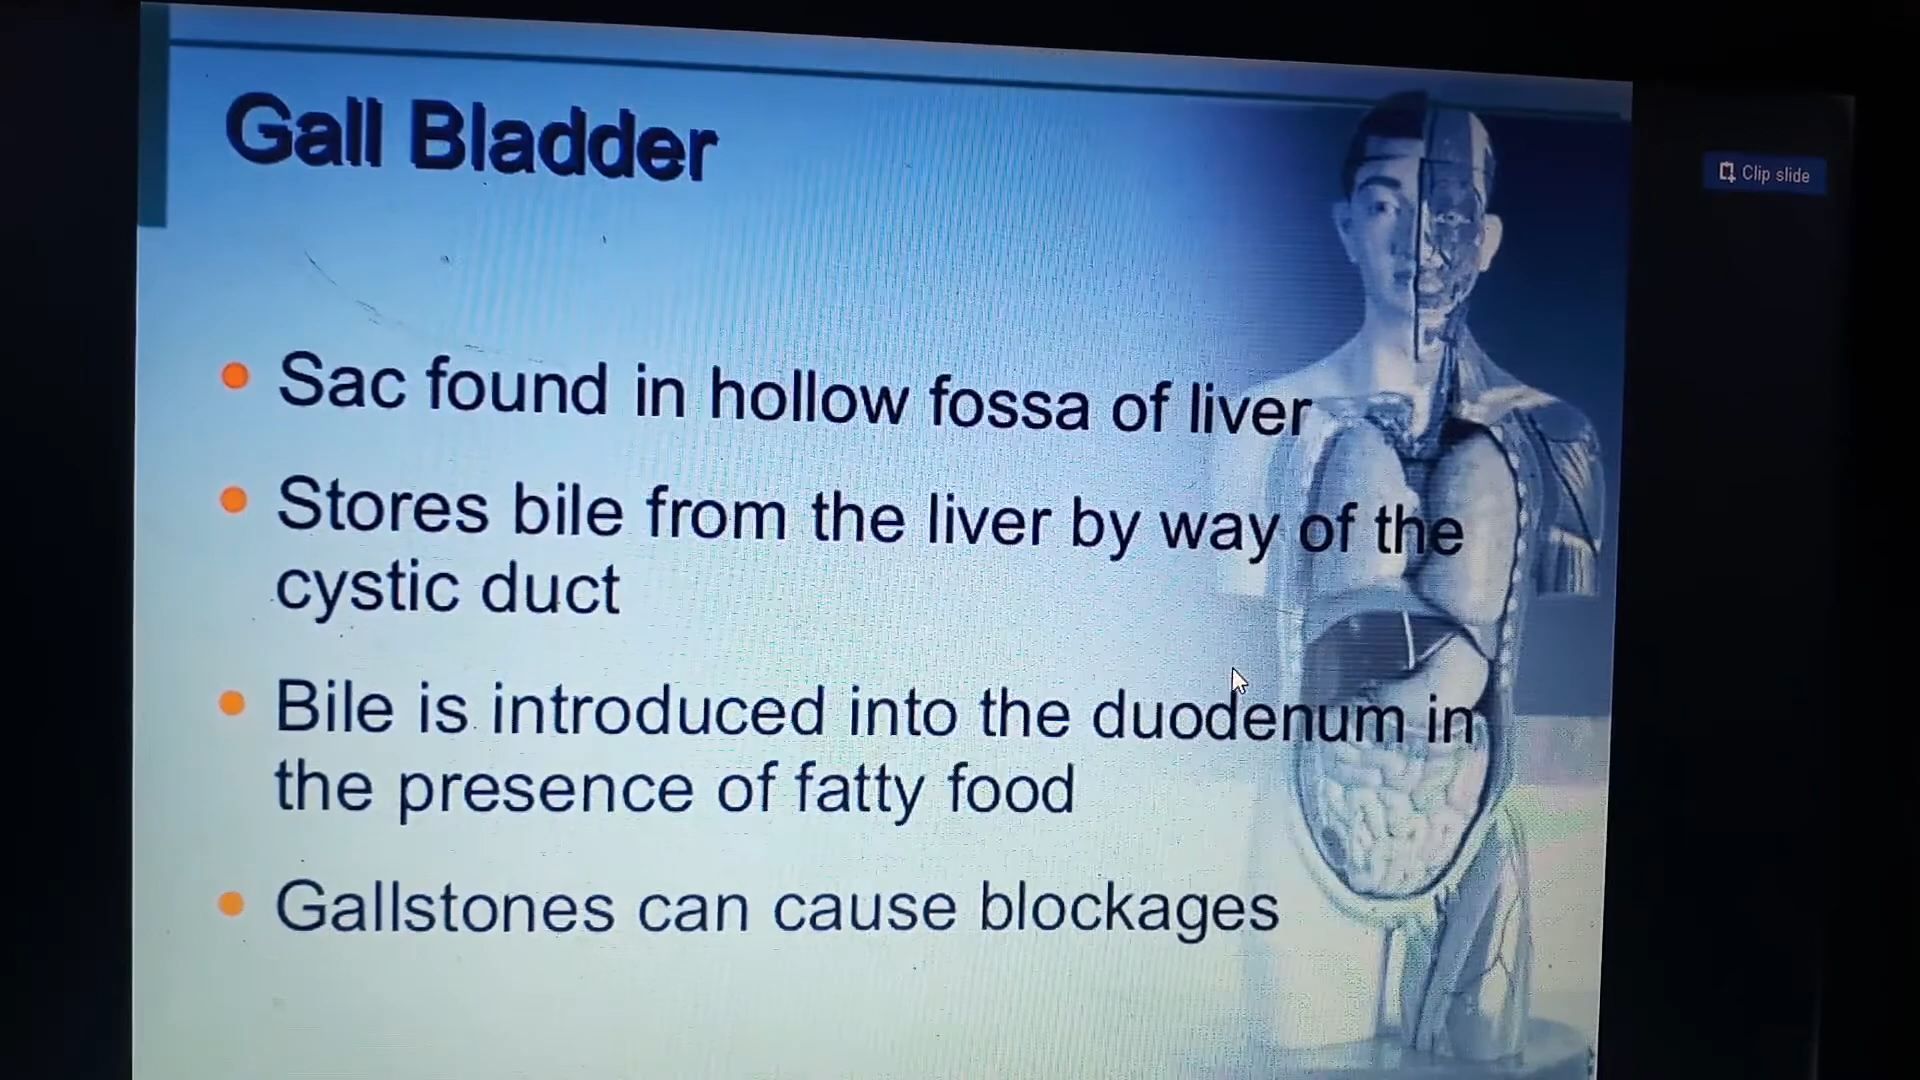 Gall Bladder
Clip slide
• Sac found in hollow fossa of liver
• Stores bile from the liver by way of the
cystic duct
• Bile is introduced into the duodenum in
the presence of fatty food
• Gallstones can cause blockages